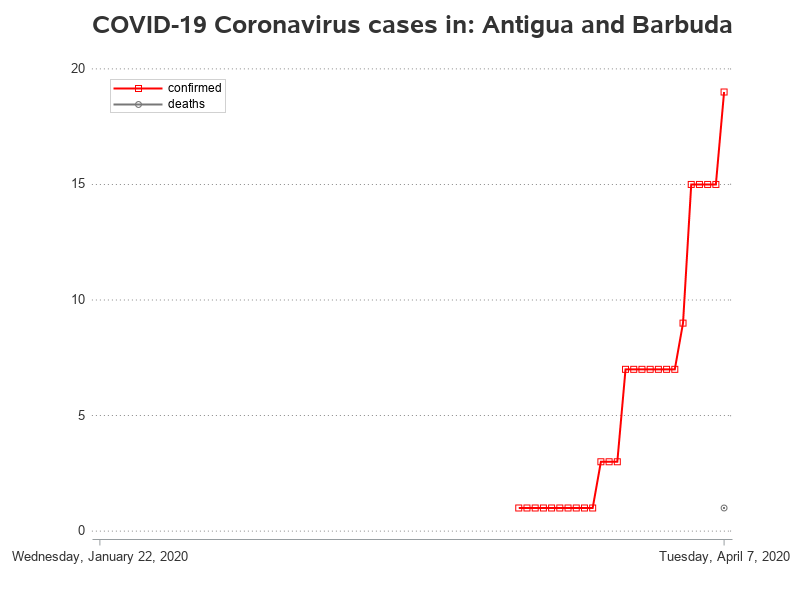 COVID-19 Coronavirus cases in: Antigua and Barbuda
20
confirmed
deaths
15
10
5
0
Wednesday, January 22, 2020 Tuesday, April 7, 2020